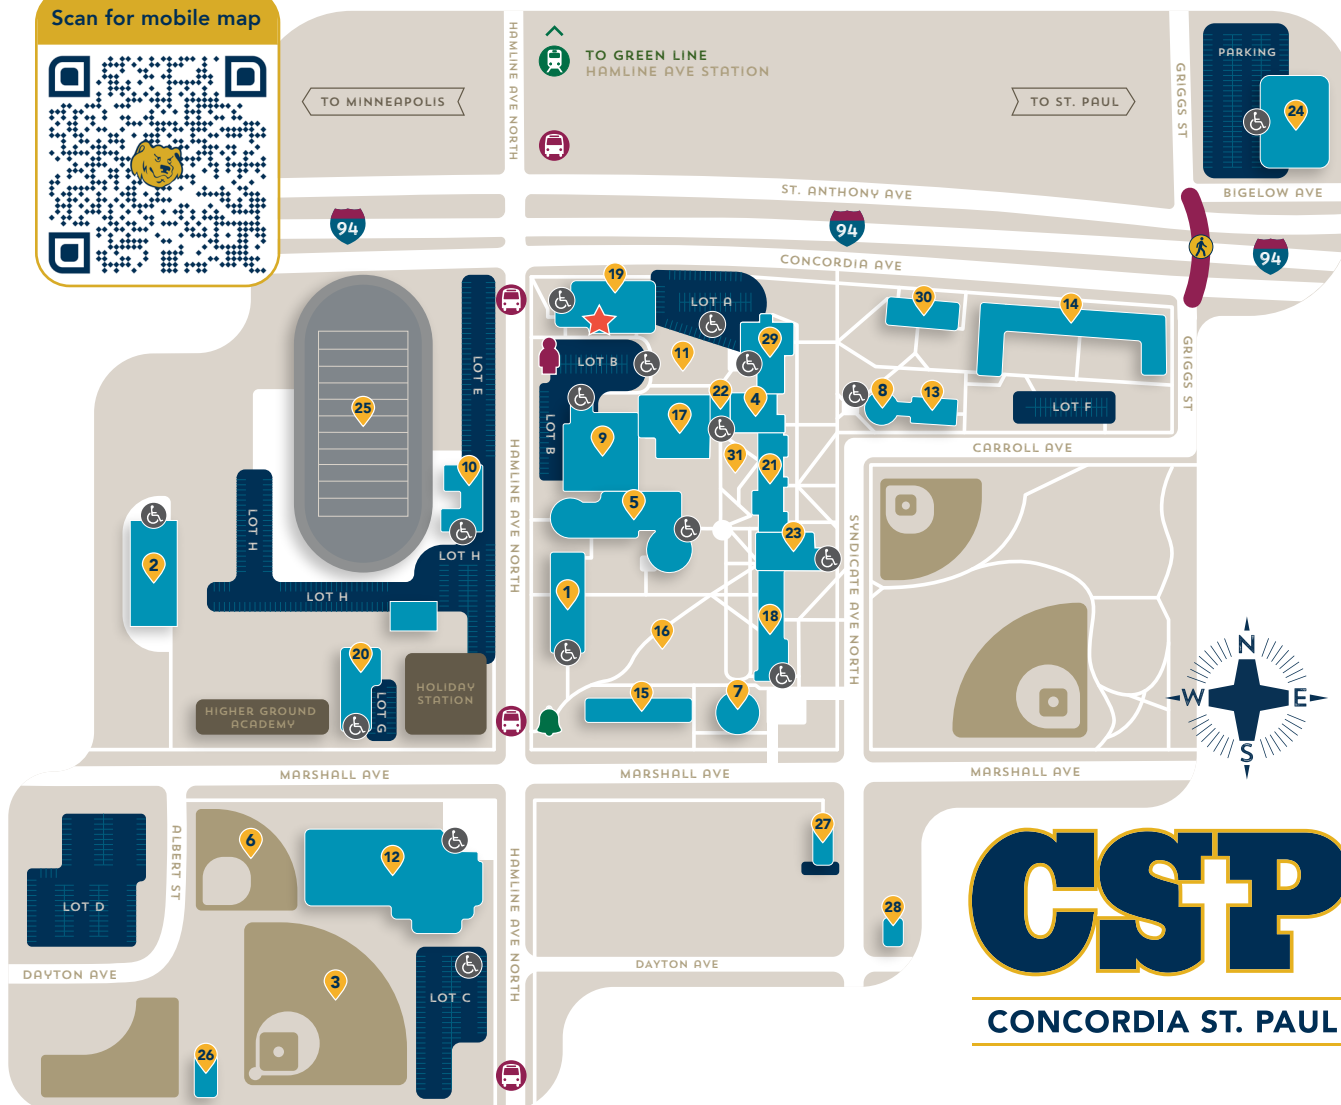 Scan for mobile map
HAMLINE AVE NORTH
TO GREEN LINE
HAMLINE AVE STATION
TO MINNEAPOLIS
TO ST. PAUL
GRIGGS ST
PARKING
24
BIGELOW AVE
ST. ANTHONY AVE
94
94
94
CONCORDIA AVE
19
LOT A
30
14
29
11
LOT B
LOT E
GRIGGS ST
25
22
4
8
13
LOT F
17
LOT B
9
31
21
CARROLL AVE
10
5
HAMLINE AVE NORTH
LOT H
LOT H
23
2
LOT H
1
SYNDICATE AVE NORTH
18
16
20
N
W
E
S
HIGHER GROUND
ACADEMY
LOT G
HOLIDAY
STATION
15
7
MARSHALL AVE
MARSHALL AVE
MARSHALL AVE
ALBERT ST
6
12
27
HAMLINE AVE NORTH
LOT D
28
CSP
DAYTON AVE
DAYTON AVE
3
LOT C
CONCORDIA ST. PAUL
26